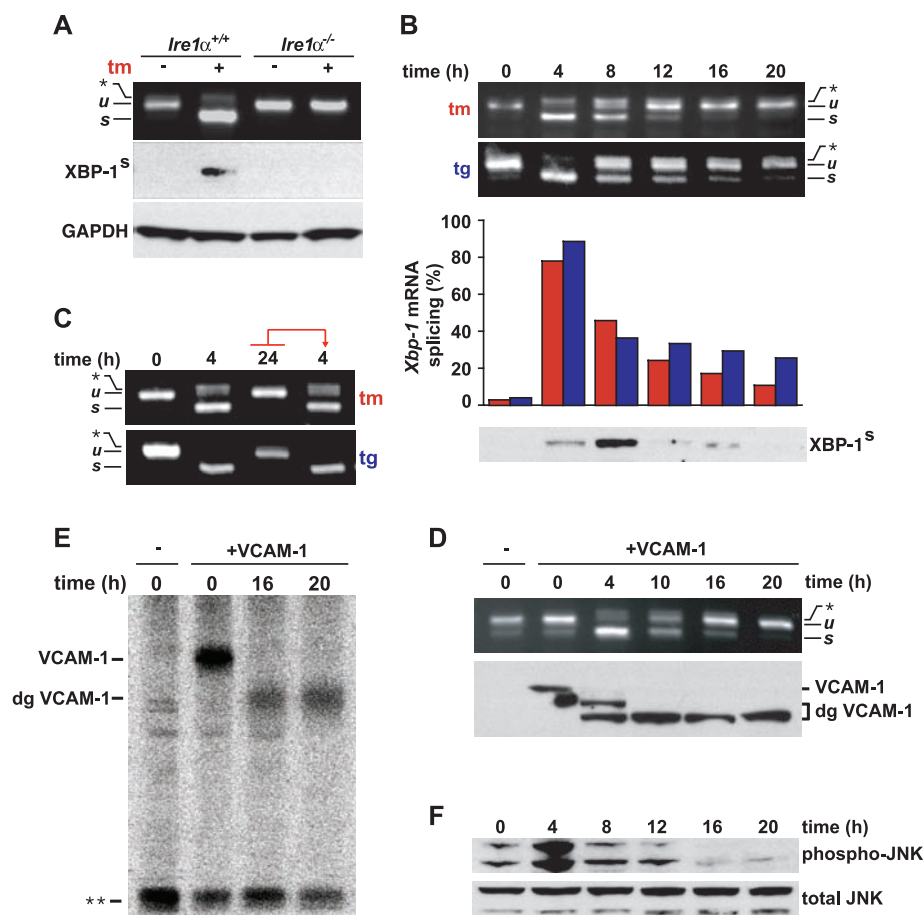 A
Ire1α+/+ Ire1α-/-
tm - + - +
*
u
s
XBP-1s
GAPDH
B
time (h) 0 4 8 12 16 20
tm
*
u
s
tg
*
u
s
100
80
60
40
20
0
Xbp-1 mRNA
splicing (%)
XBP-1s
C
time (h) 0 4 24 4
*
u
s
tm
*
u
s
tg
E
- +VCAM-1
time (h) 0 0 16 20
VCAM-1
dg VCAM-1
**
D
- +VCAM-1
0 0 4 10 16 20 time (h)
*
u
s
VCAM-1
dg VCAM-1
F
0 4 8 12 16 20 time (h)
phospho-JNK
total JNK